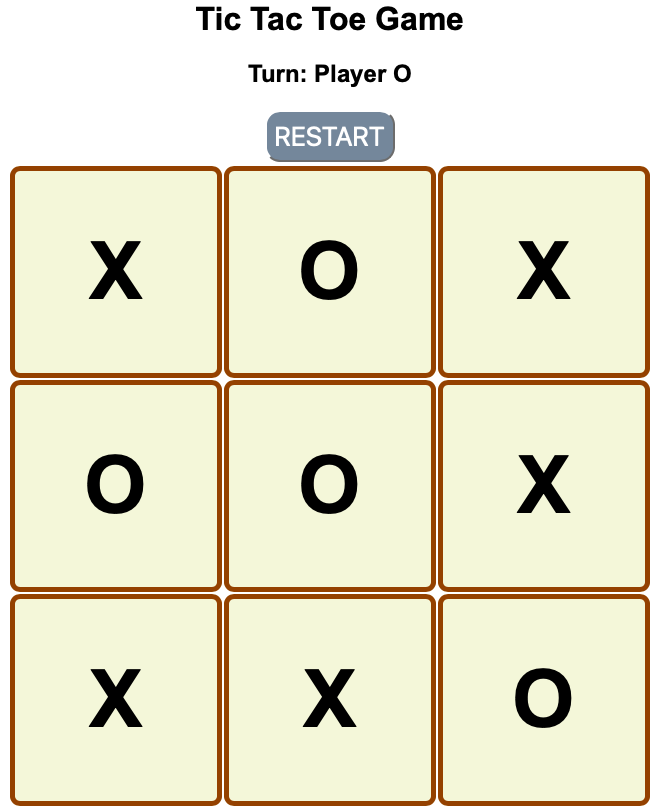 Tic Tac Toe Game
Turn: Player O
RESTART
X O X
O O X
X X O